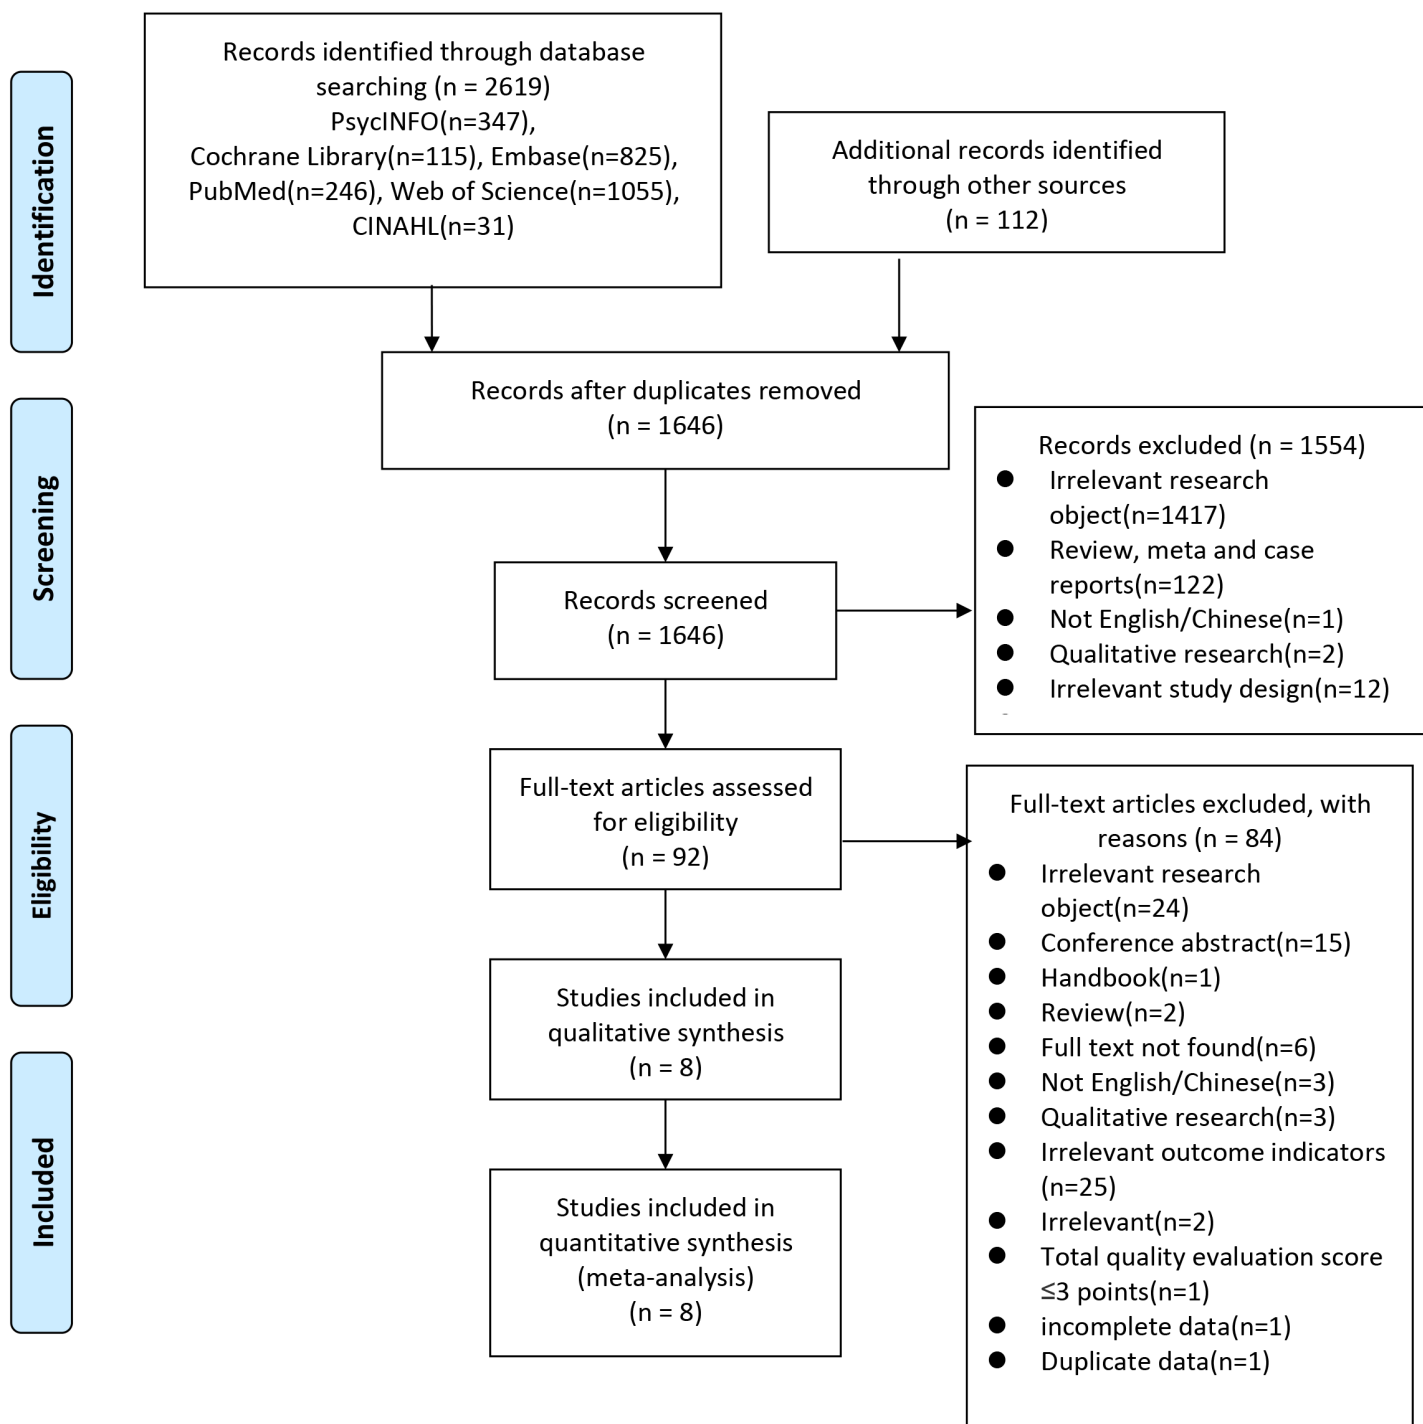 Identification
Records identified through database
searching (n = 2619)
PsycINFO(n=347),
Cochrane Library(n=115), Embase(n=825),
PubMed(n=246), Web of Science(n=1055),
CINAHL(n=31)
Additional records identified
through other sources
(n = 112)
Records after duplicates removed
(n = 1646)
Screening
Records screened
(n = 1646)
Records excluded (n = 1554)
● Irrelevant research
object(n=1417)
● Review, meta and case
reports(n=122)
● Not English/Chinese(n=1)
● Qualitative research(n=2)
● Irrelevant study design(n=12)
Eligibility
Full-text articles assessed
for eligibility
(n = 92)
Full-text articles excluded, with
reasons (n = 84)
● Irrelevant research
object(n=24)
● Conference abstract(n=15)
● Handbook(n=1)
● Review(n=2)
● Full text not found(n=6)
● Not English/Chinese(n=3)
● Qualitative research(n=3)
● Irrelevant outcome indicators
(n=25)
● Irrelevant(n=2)
● Total quality evaluation score
≤3 points(n=1)
● incomplete data(n=1)
● Duplicate data(n=1)
Studies included in
qualitative synthesis
(n = 8)
Included
Studies included in
quantitative synthesis
(meta-analysis)
(n = 8)